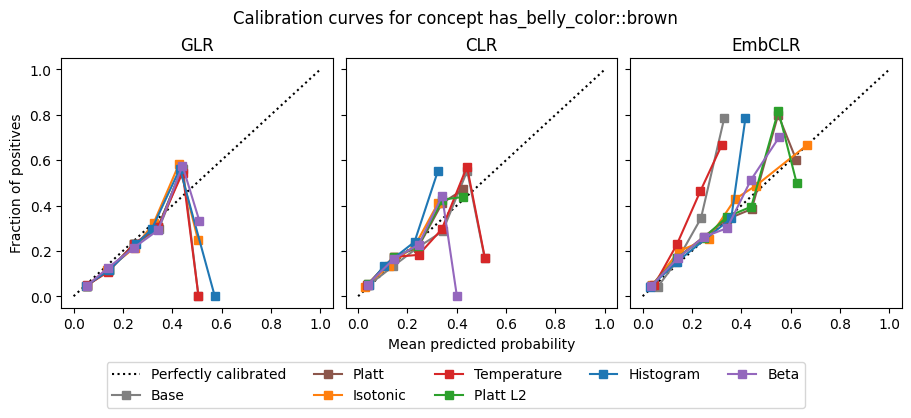 Calibration curves for concept has_belly_color::brown
GLR
CLR
EmbCLR
Fraction of positives
1.0
0.8
0.6
0.4
0.2
0.0
0.0 0.2 0.4 0.6 0.8 1.0
0.0 0.2 0.4 0.6 0.8 1.0
0.0 0.2 0.4 0.6 0.8 1.0
Mean predicted probability
Perfectly calibrated
Base
Platt
Isotonic
Temperature
Platt L2
Histogram
Beta